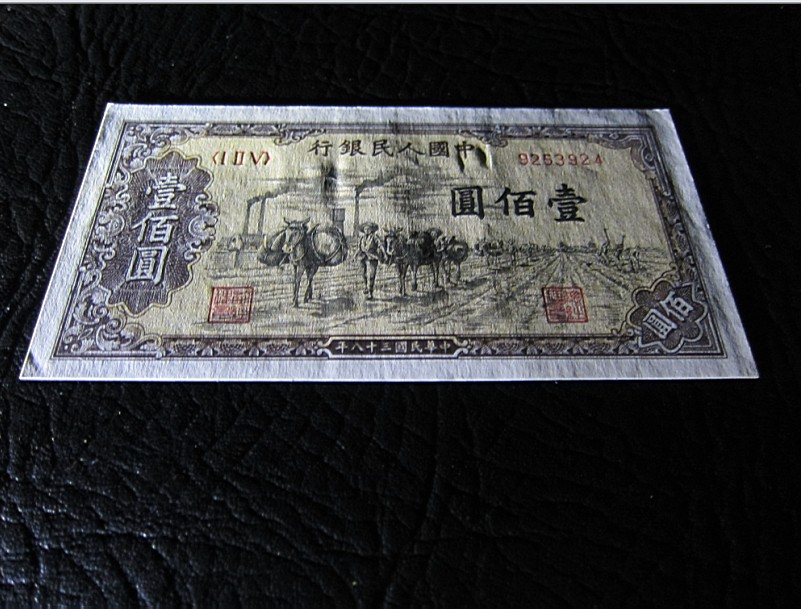 中國人民銀行
〈I II V〉
9253924
壹佰圓
壹佰圓
佰圓
中華民國三十八年